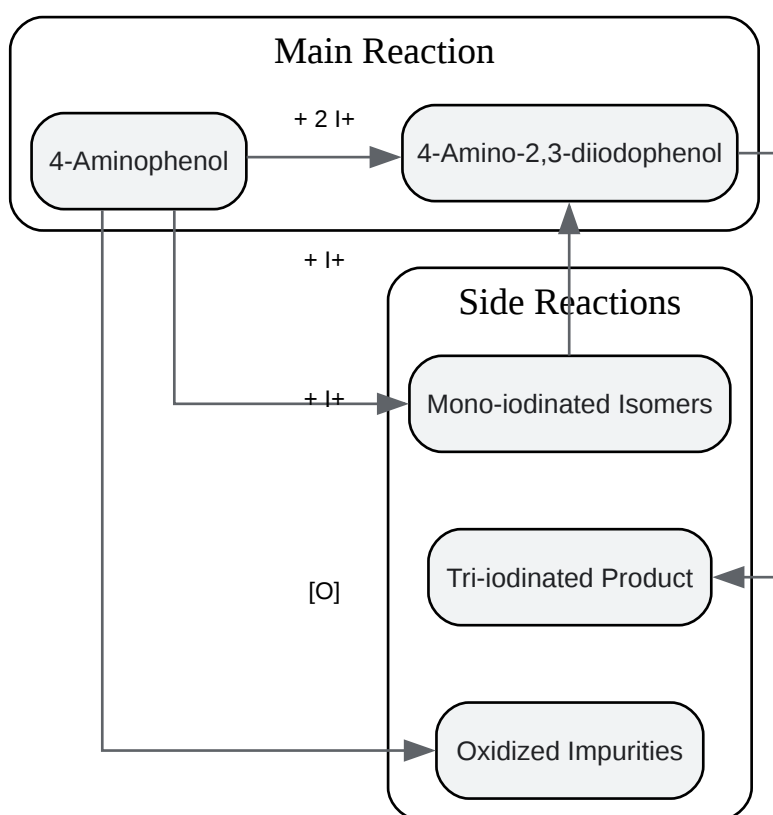 Main Reaction
+ 2 I+
4-Aminophenol
4-Amino-2,3-diiodophenol
+ I+
Side Reactions
+ I+
Mono-iodinated Isomers
Tri-iodinated Product
[O]
Oxidized Impurities